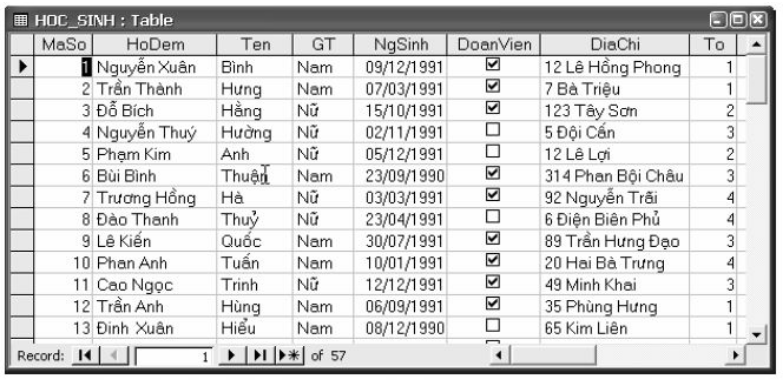 HOC_SINH : Table
MaSo HoDem Ten GT NgSinh DoanVien DiaChi To
1 Nguyễn Xuân Bình Nam 09/12/1991 12 Lê Hồng Phong 1
2 Trần Thành Hưng Nam 07/03/1991 7 Bà Triệu 1
3 Đỗ Bích Hằng Nữ 15/10/1991 123 Tây Sơn 2
4 Nguyễn Thuý Hường Nữ 02/11/1991 5 Đội Cấn 3
5 Phạm Kim Anh Nữ 05/12/1991 12 Lê Lợi 2
6 Bùi Bình Thuận Nam 23/09/1990 314 Phan Bội Châu 3
7 Trương Hồng Hà Nữ 03/03/1991 92 Nguyễn Trãi 4
8 Đào Thanh Thuỷ Nữ 23/04/1991 6 Điện Biên Phủ 4
9 Lê Kiến Quốc Nam 30/07/1991 89 Trần Hưng Đạo 3
10 Phan Anh Tuấn Nam 10/01/1991 20 Hai Bà Trưng 4
11 Cao Ngọc Trinh Nữ 12/12/1991 49 Minh Khai 3
12 Trần Anh Hùng Nam 06/09/1991 35 Phùng Hưng 1
13 Đinh Xuân Hiếu Nam 08/12/1990 65 Kim Liên 1
Record: 1 of 57